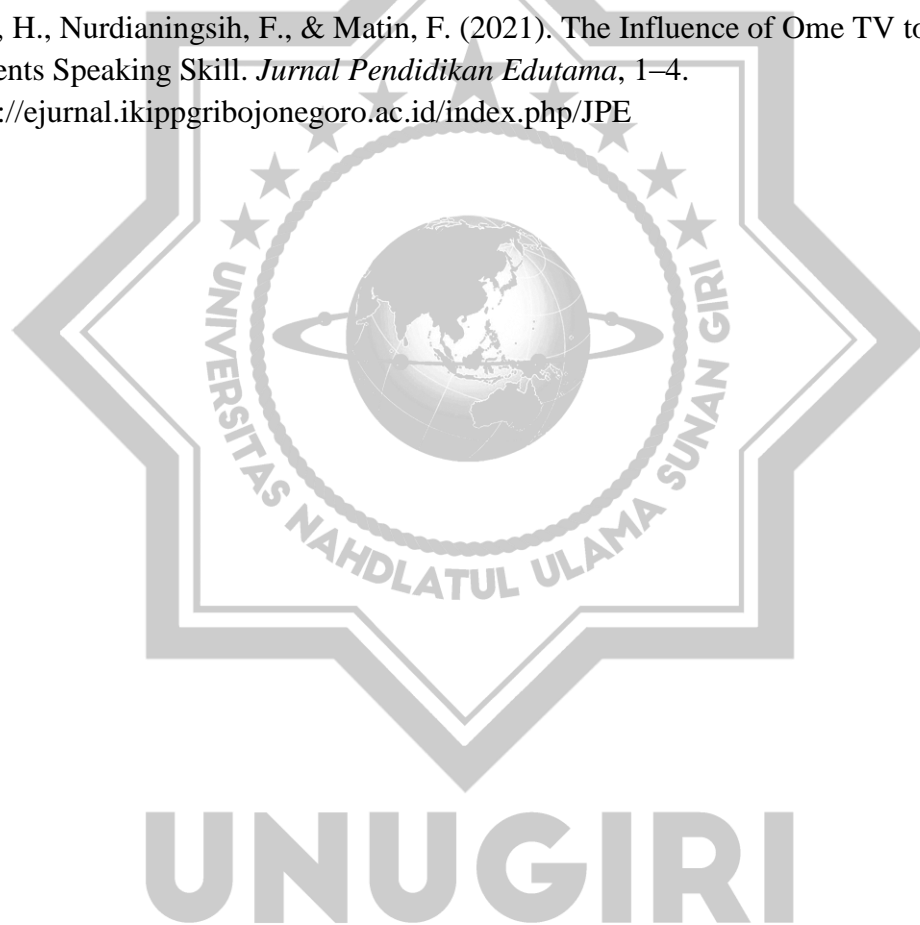 , H., Nurdianingsih, F., & Matin, F. (2021). The Influence of Ome TV to
ents Speaking Skill. Jurnal Pendidikan Edutama, 1–4.
://ejurnal.ikippgribojonegoro.ac.id/index.php/JPE
UNIVERSITAS NAHDLATUL ULAMA SUNAN GIRI
UNUGIRI